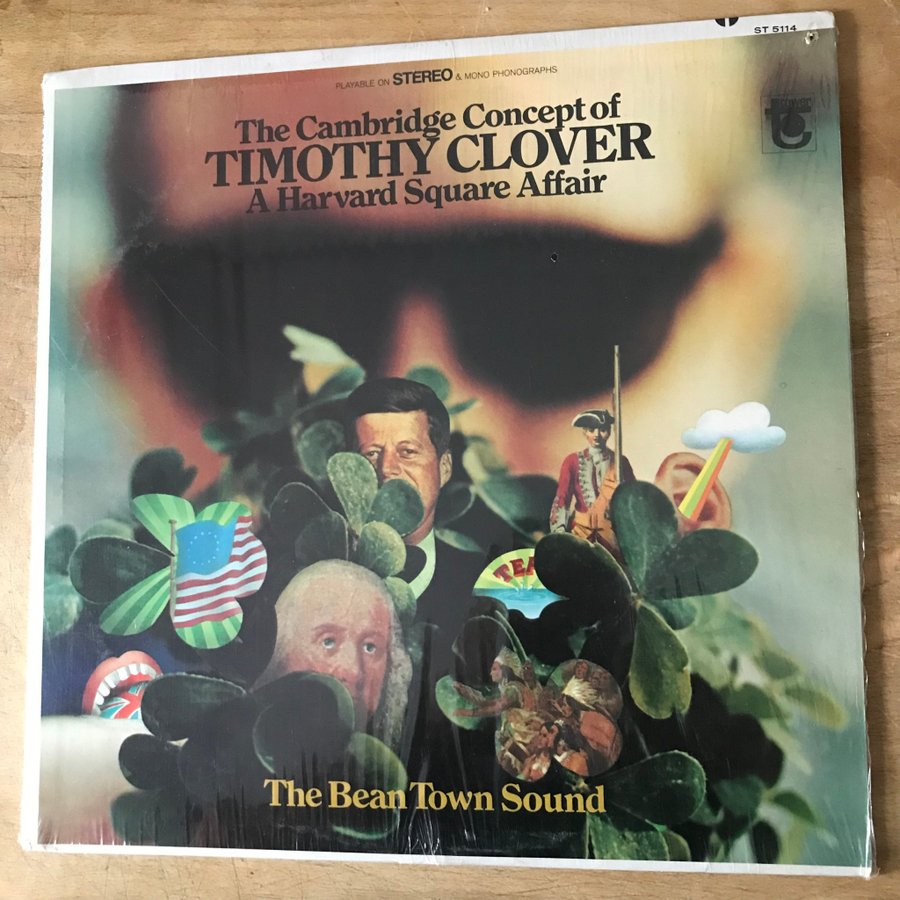 ST 5114
PLAYABLE ON STEREO & MONO PHONOGRAPHS
The Cambridge Concept of
TIMOTHY CLOVER
A Harvard Square Affair
TEA
The Bean Town Sound